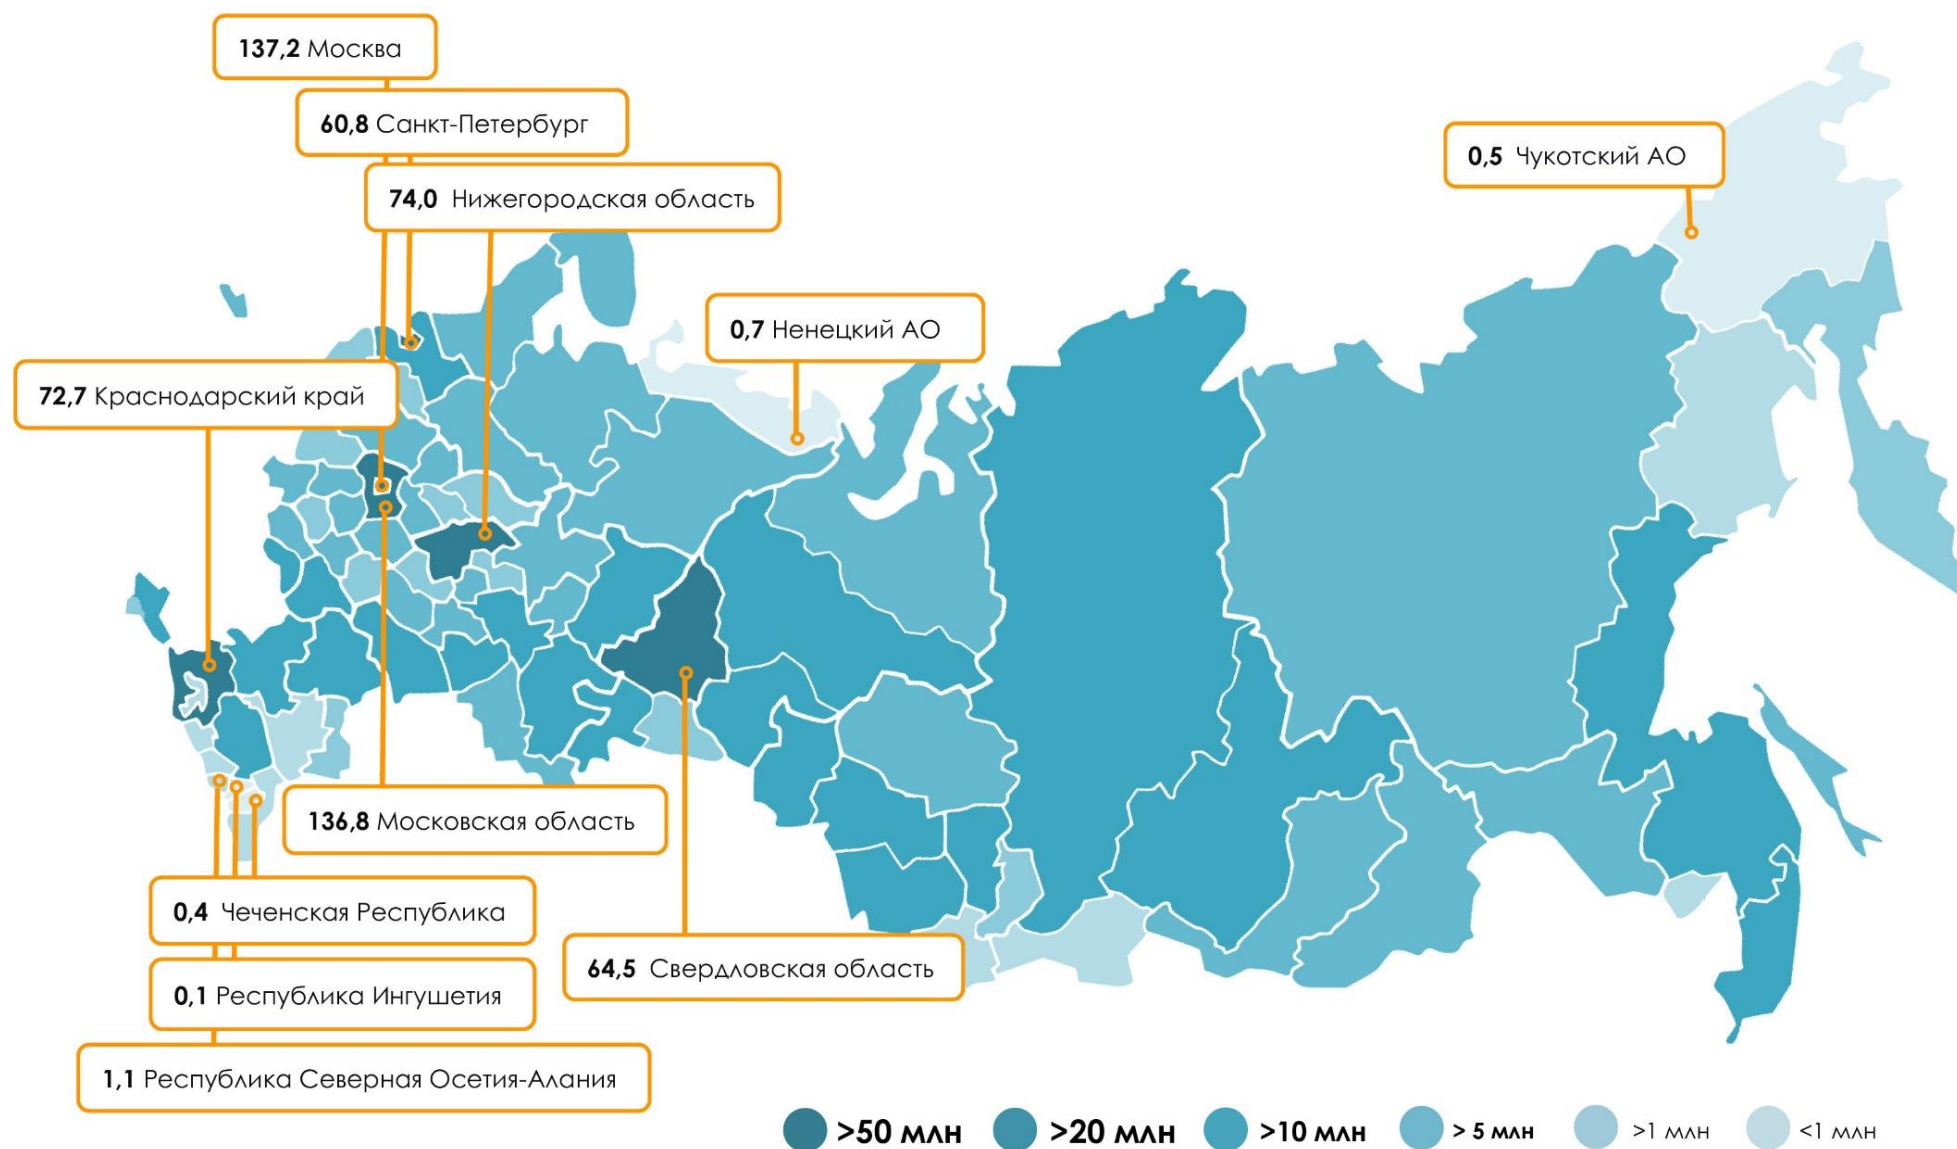 137,2 Москва
60,8 Санкт-Петербург
74,0 Нижегородская область
0,5 Чукотский АО
0,7 Ненецкий АО
72,7 Краснодарский край
136,8 Московская область
0,4 Чеченская Республика
64,5 Свердловская область
0,1 Республика Ингушетия
1,1 Республика Северная Осетия-Алания
>50 млн >20 млн >10 млн > 5 млн >1 млн <1 млн